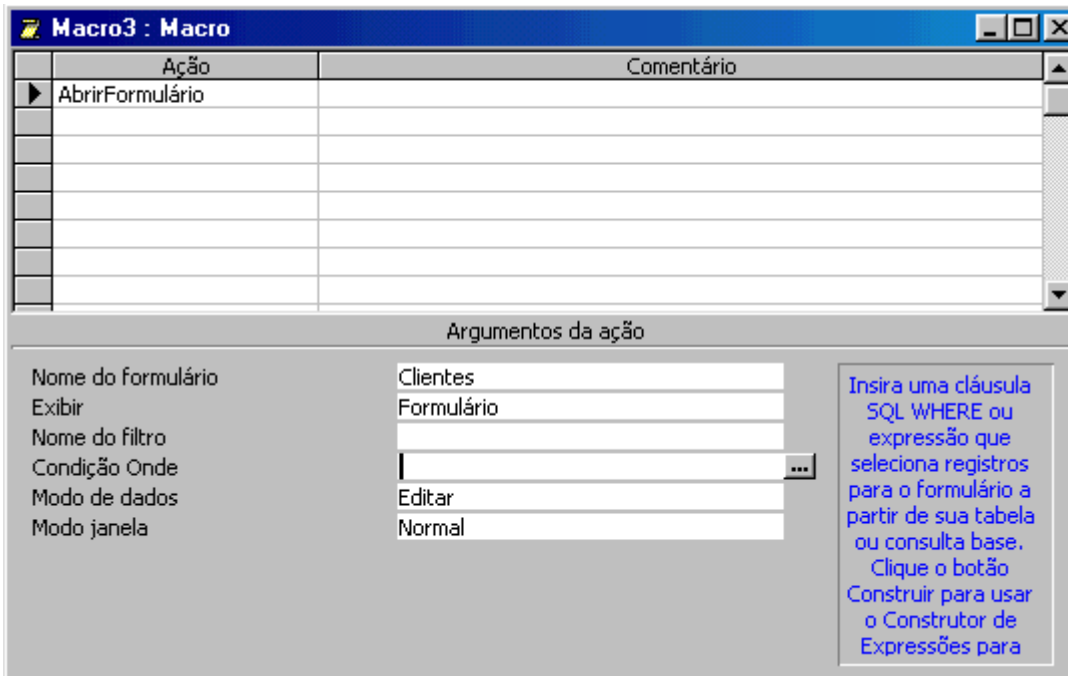 Macro3 : Macro
Ação Comentário
AbrirFormulário
Argumentos da ação
Nome do formulário Clientes
Exibir Formulário
Nome do filtro
Condição Onde ...
Modo de dados Editar
Modo janela Normal
Insira uma cláusula
SQL WHERE ou
expressão que
seleciona registros
para o formulário a
partir de sua tabela
ou consulta base.
Clique o botão
Construir para usar
o Construtor de
Expressões para